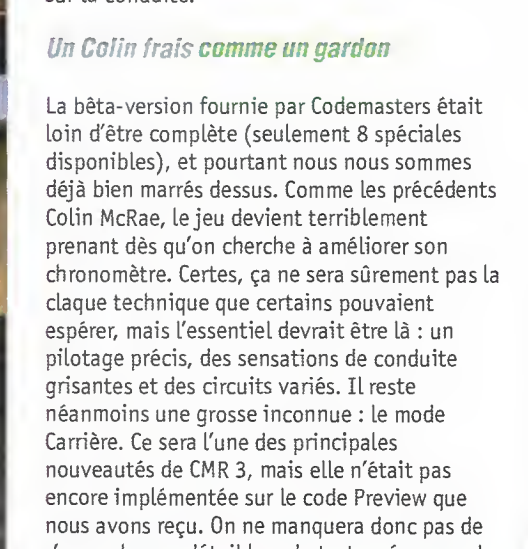 Un Colin frais comme un gardon
La bêta-version fournie par Codemasters était
loin d'être complète (seulement 8 spéciales
disponibles), et pourtant nous nous sommes
déjà bien marrés dessus. Comme les précédents
Colin McRae, le jeu devient terriblement
prenant dès qu'on cherche à améliorer son
chronomètre. Certes, ça ne sera sûrement pas la
claque technique que certains pouvaient
espérer, mais l'essentiel devrait être là : un
pilotage précis, des sensations de conduite
grisantes et des circuits variés. Il reste
néanmoins une grosse inconnue : le mode
Carrière. Ce sera l'une des principales
nouveautés de CMR 3, mais elle n'était pas
encore implémentée sur le code Preview que
nous avons reçu. On ne manquera donc pas de